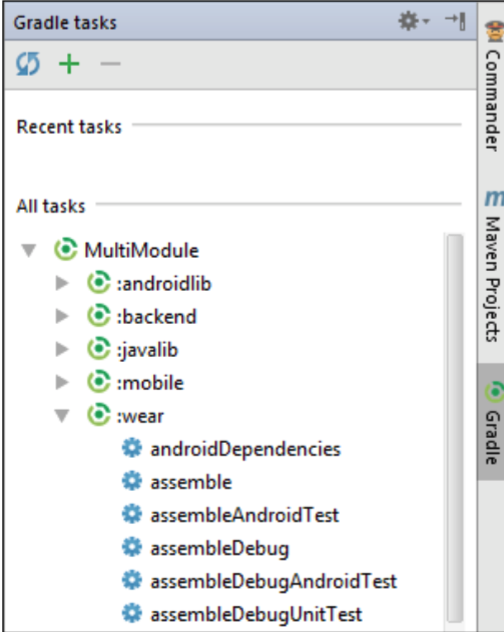 Gradle tasks
Recent tasks
All tasks
MultiModule
:androidlib
:backend
:javalib
:mobile
:wear
androidDependencies
assemble
assembleAndroidTest
assembleDebug
assembleDebugAndroidTest
assembleDebugUnitTest
Commander
m Maven Projects
Gradle